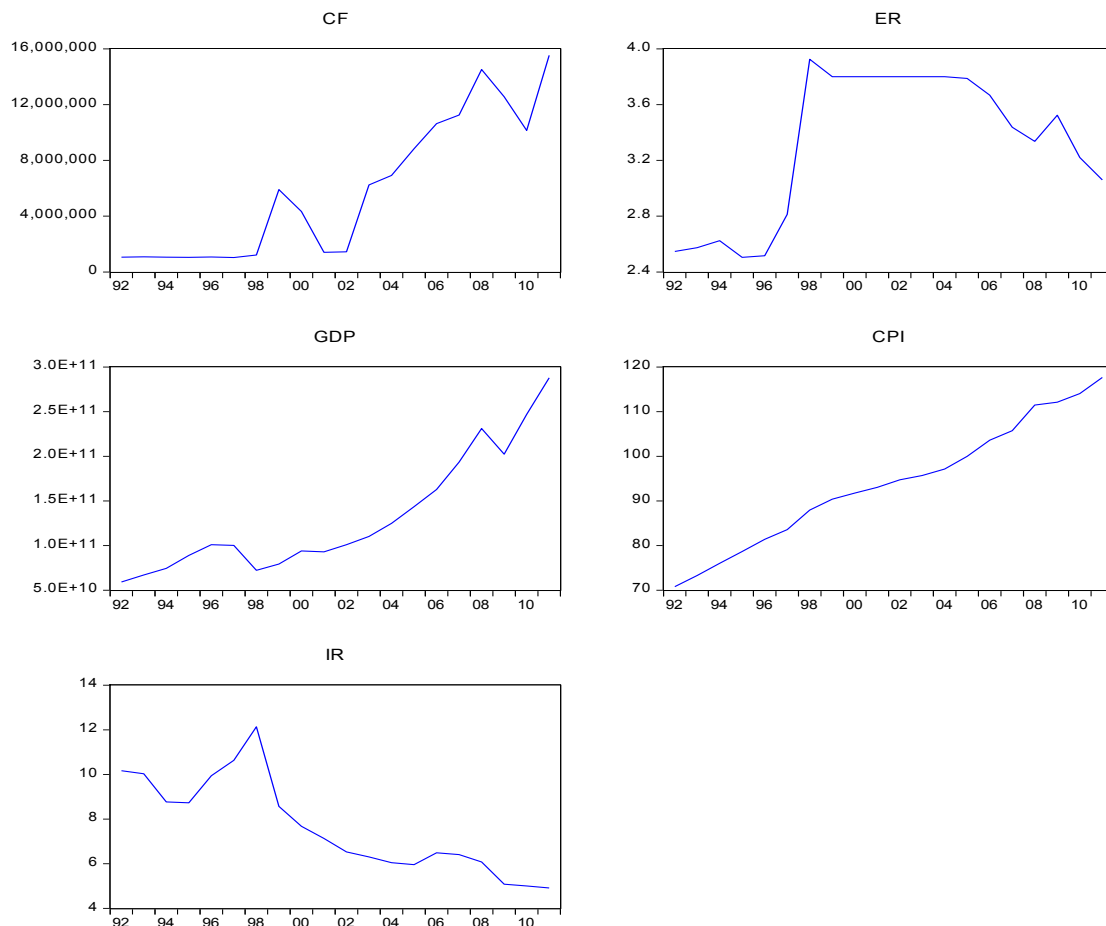 CF
16,000,000
12,000,000
8,000,000
4,000,000
0
92 94 96 98 00 02 04 06 08 10
ER
4.0
3.6
3.2
2.8
2.4
92 94 96 98 00 02 04 06 08 10
GDP
3.0E+11
2.5E+11
2.0E+11
1.5E+11
1.0E+11
5.0E+10
92 94 96 98 00 02 04 06 08 10
CPI
120
110
100
90
80
70
92 94 96 98 00 02 04 06 08 10
IR
14
12
10
8
6
4
92 94 96 98 00 02 04 06 08 10